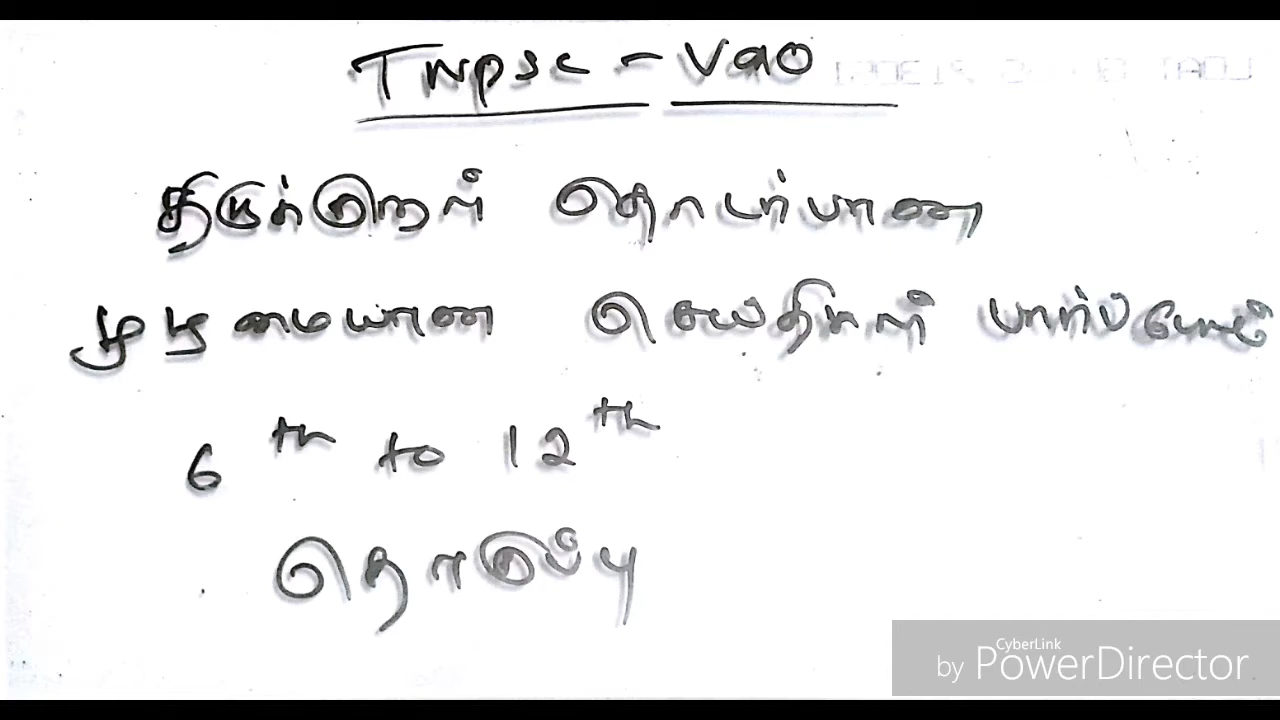 TNPSC - VAO
திருக்குறள் தொடர்பான
முழுமையான செய்திகள் பார்ப்போம்
6th to 12th
தொகுப்பு
CyberLink
by PowerDirector